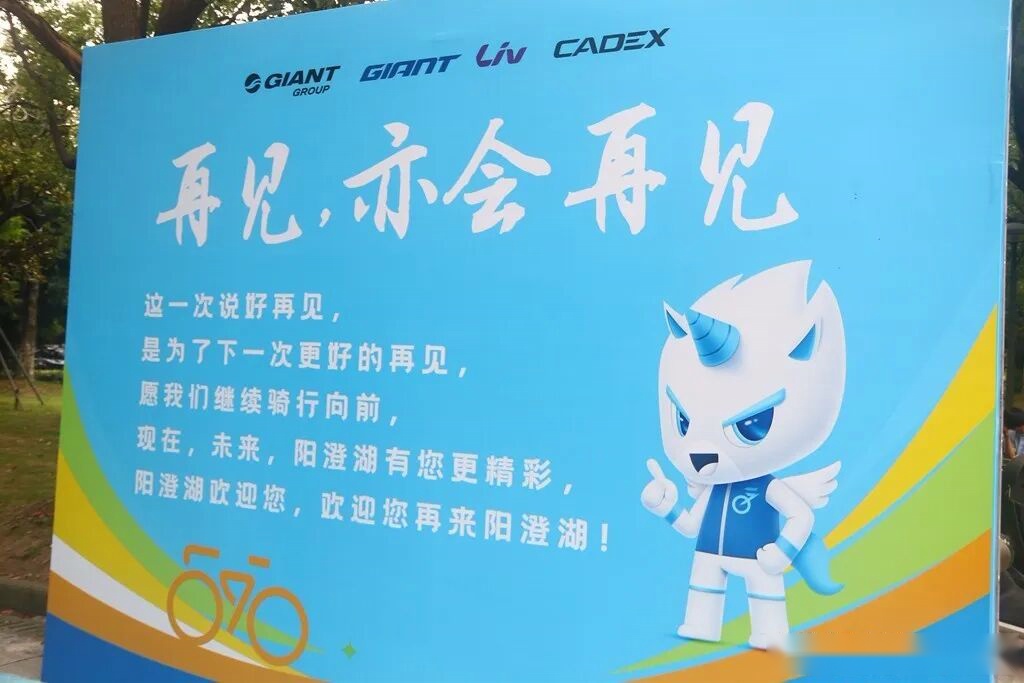 GIANT GROUP GIANT Liv CADEX
再见,亦会再见
这一次说好再见,
是为了下一次更好的再见,
愿我们继续骑行向前,
现在,未来,阳澄湖有您更精彩,
阳澄湖欢迎您,欢迎您再来阳澄湖!